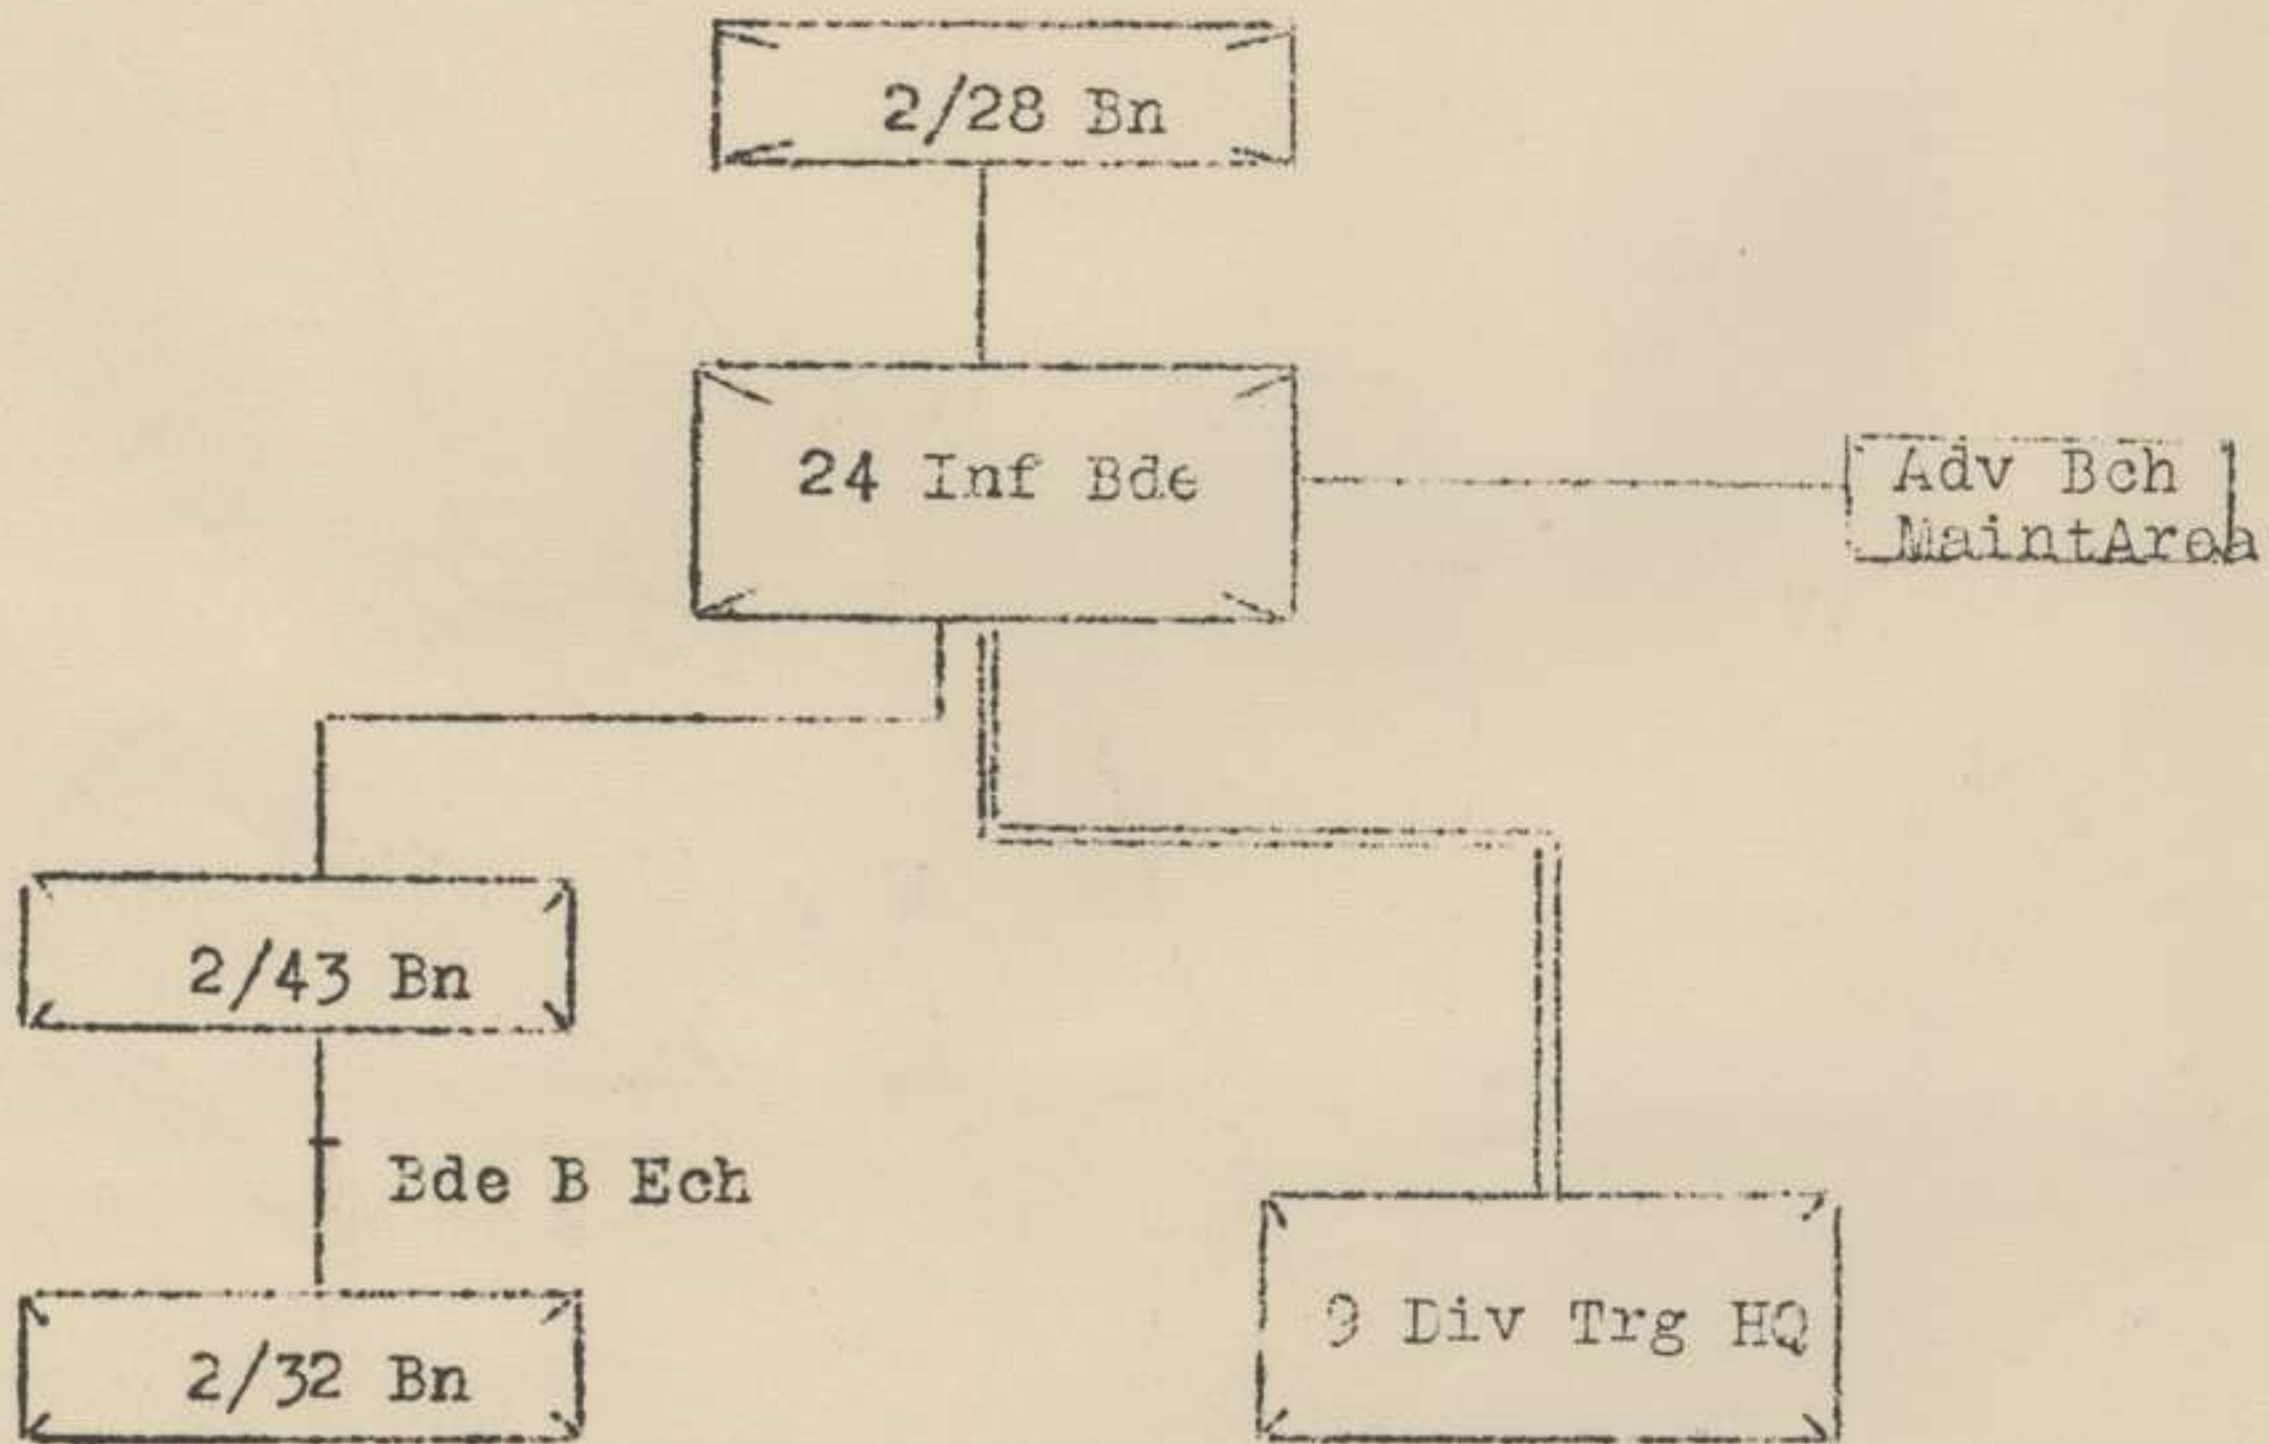 2/28 Bn
24 Inf Bde
Adv Bch
MaintArea
2/43 Bn
Bde B Ech
9 Div Trg HQ
2/32 Bn